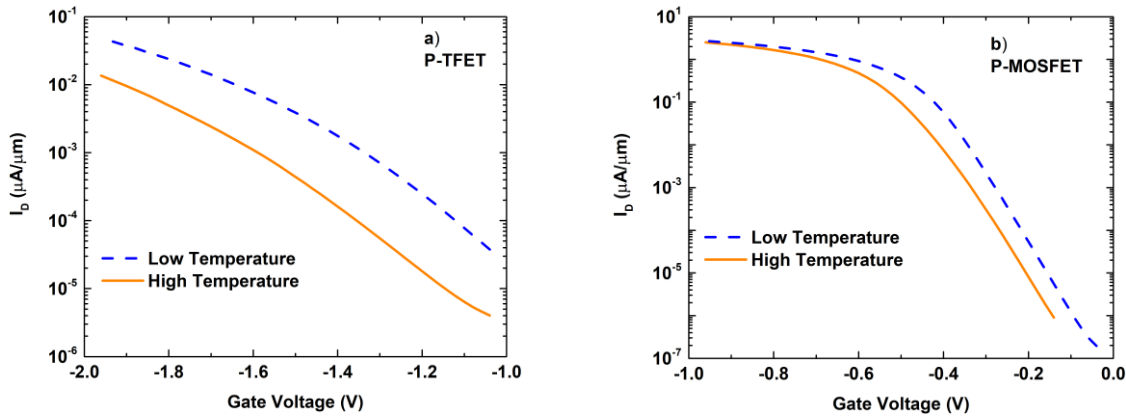 a)
P-TFET
10⁻¹
10⁻²
10⁻³
10⁻⁴
10⁻⁵
10⁻⁶
I_D (μA/μm)
Low Temperature
High Temperature
-2.0 -1.8 -1.6 -1.4 -1.2 -1.0
Gate Voltage (V)
b)
P-MOSFET
10¹
10⁻¹
10⁻³
10⁻⁵
10⁻⁷
I_D (μA/μm)
Low Temperature
High Temperature
-1.0 -0.8 -0.6 -0.4 -0.2 0.0
Gate Voltage (V)